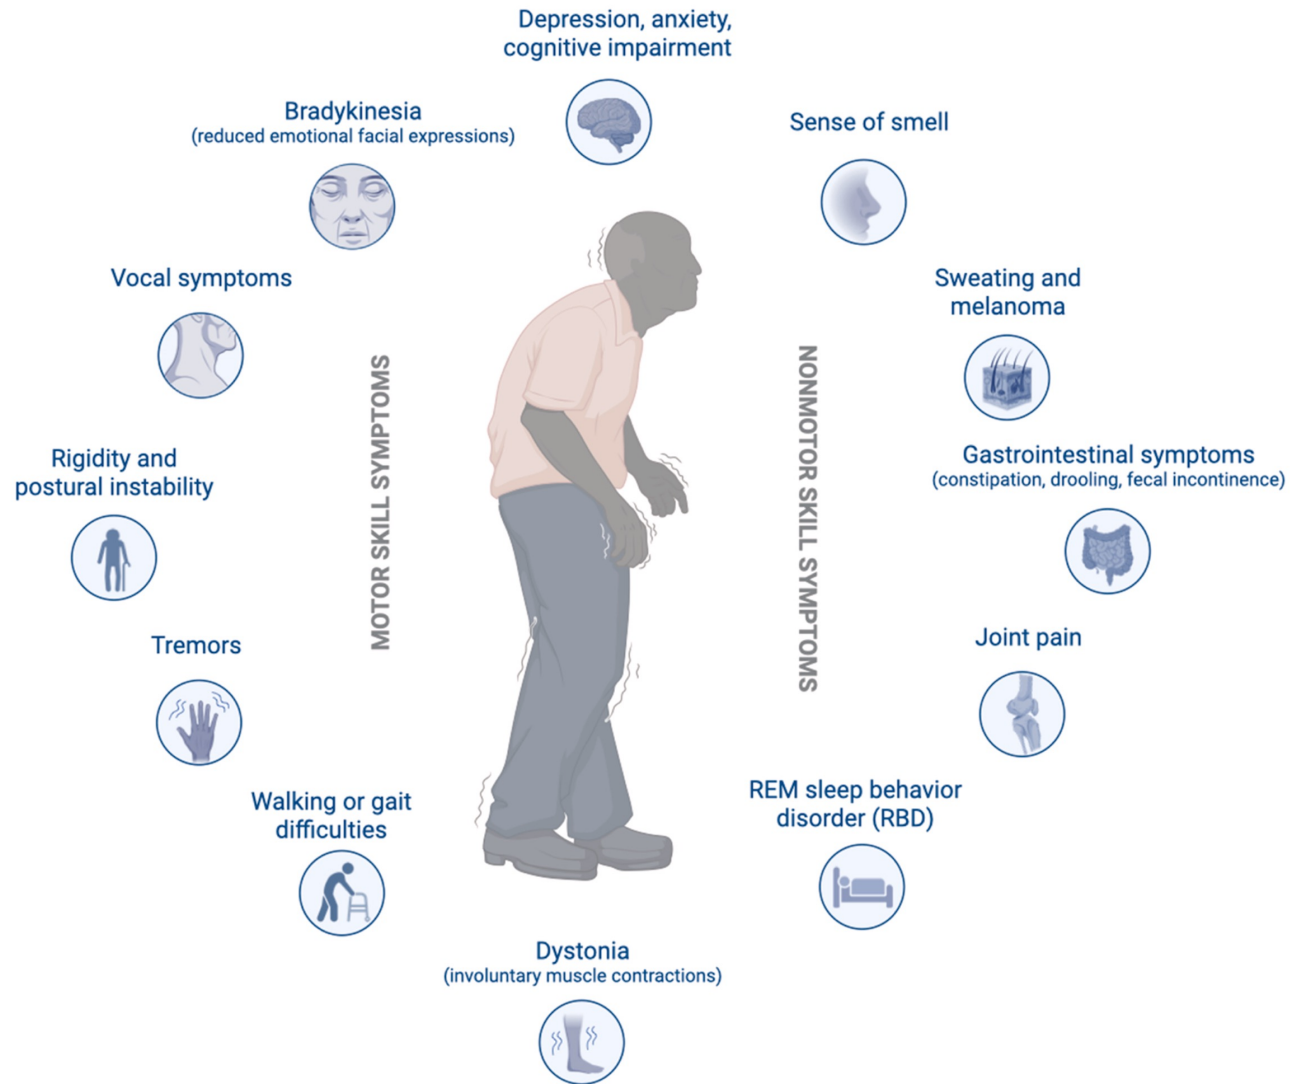 Depression, anxiety,
cognitive impairment
Bradykinesia
(reduced emotional facial expressions)
Sense of smell
Vocal symptoms
Sweating and
melanoma
MOTOR SKILL SYMPTOMS
NONMOTOR SKILL SYMPTOMS
Rigidity and
postural instability
Gastrointestinal symptoms
(constipation, drooling, fecal incontinence)
Tremors
Joint pain
Walking or gait
difficulties
REM sleep behavior
disorder (RBD)
Dystonia
(involuntary muscle contractions)